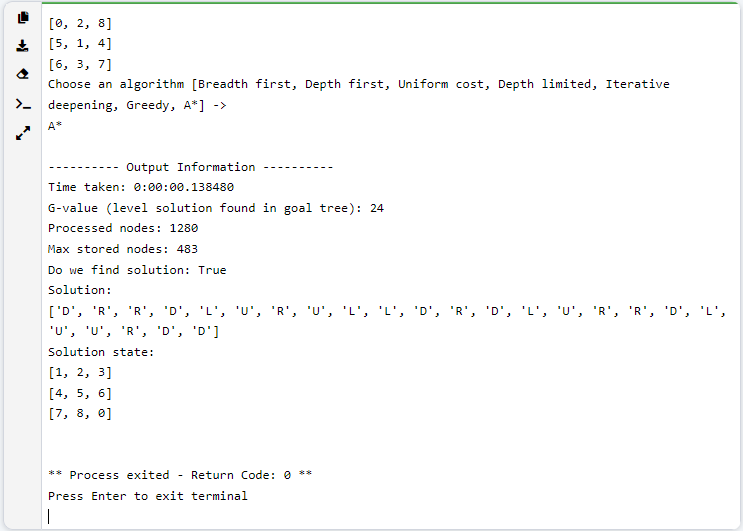 [0, 2, 8]
[5, 1, 4]
[6, 3, 7]
Choose an algorithm [Breadth first, Depth first, Uniform cost, Depth limited, Iterative
deepening, Greedy, A*] ->
A*
---------- Output Information ----------
Time taken: 0:00:00.138480
G-value (level solution found in goal tree): 24
Processed nodes: 1280
Max stored nodes: 483
Do we find solution: True
Solution:
['D', 'R', 'R', 'D', 'L', 'U', 'R', 'U', 'L', 'L', 'D', 'R', 'D', 'L', 'U', 'R', 'R', 'D', 'L',
'U', 'U', 'R', 'D', 'D']
Solution state:
[1, 2, 3]
[4, 5, 6]
[7, 8, 0]
** Process exited - Return Code: 0 **
Press Enter to exit terminal